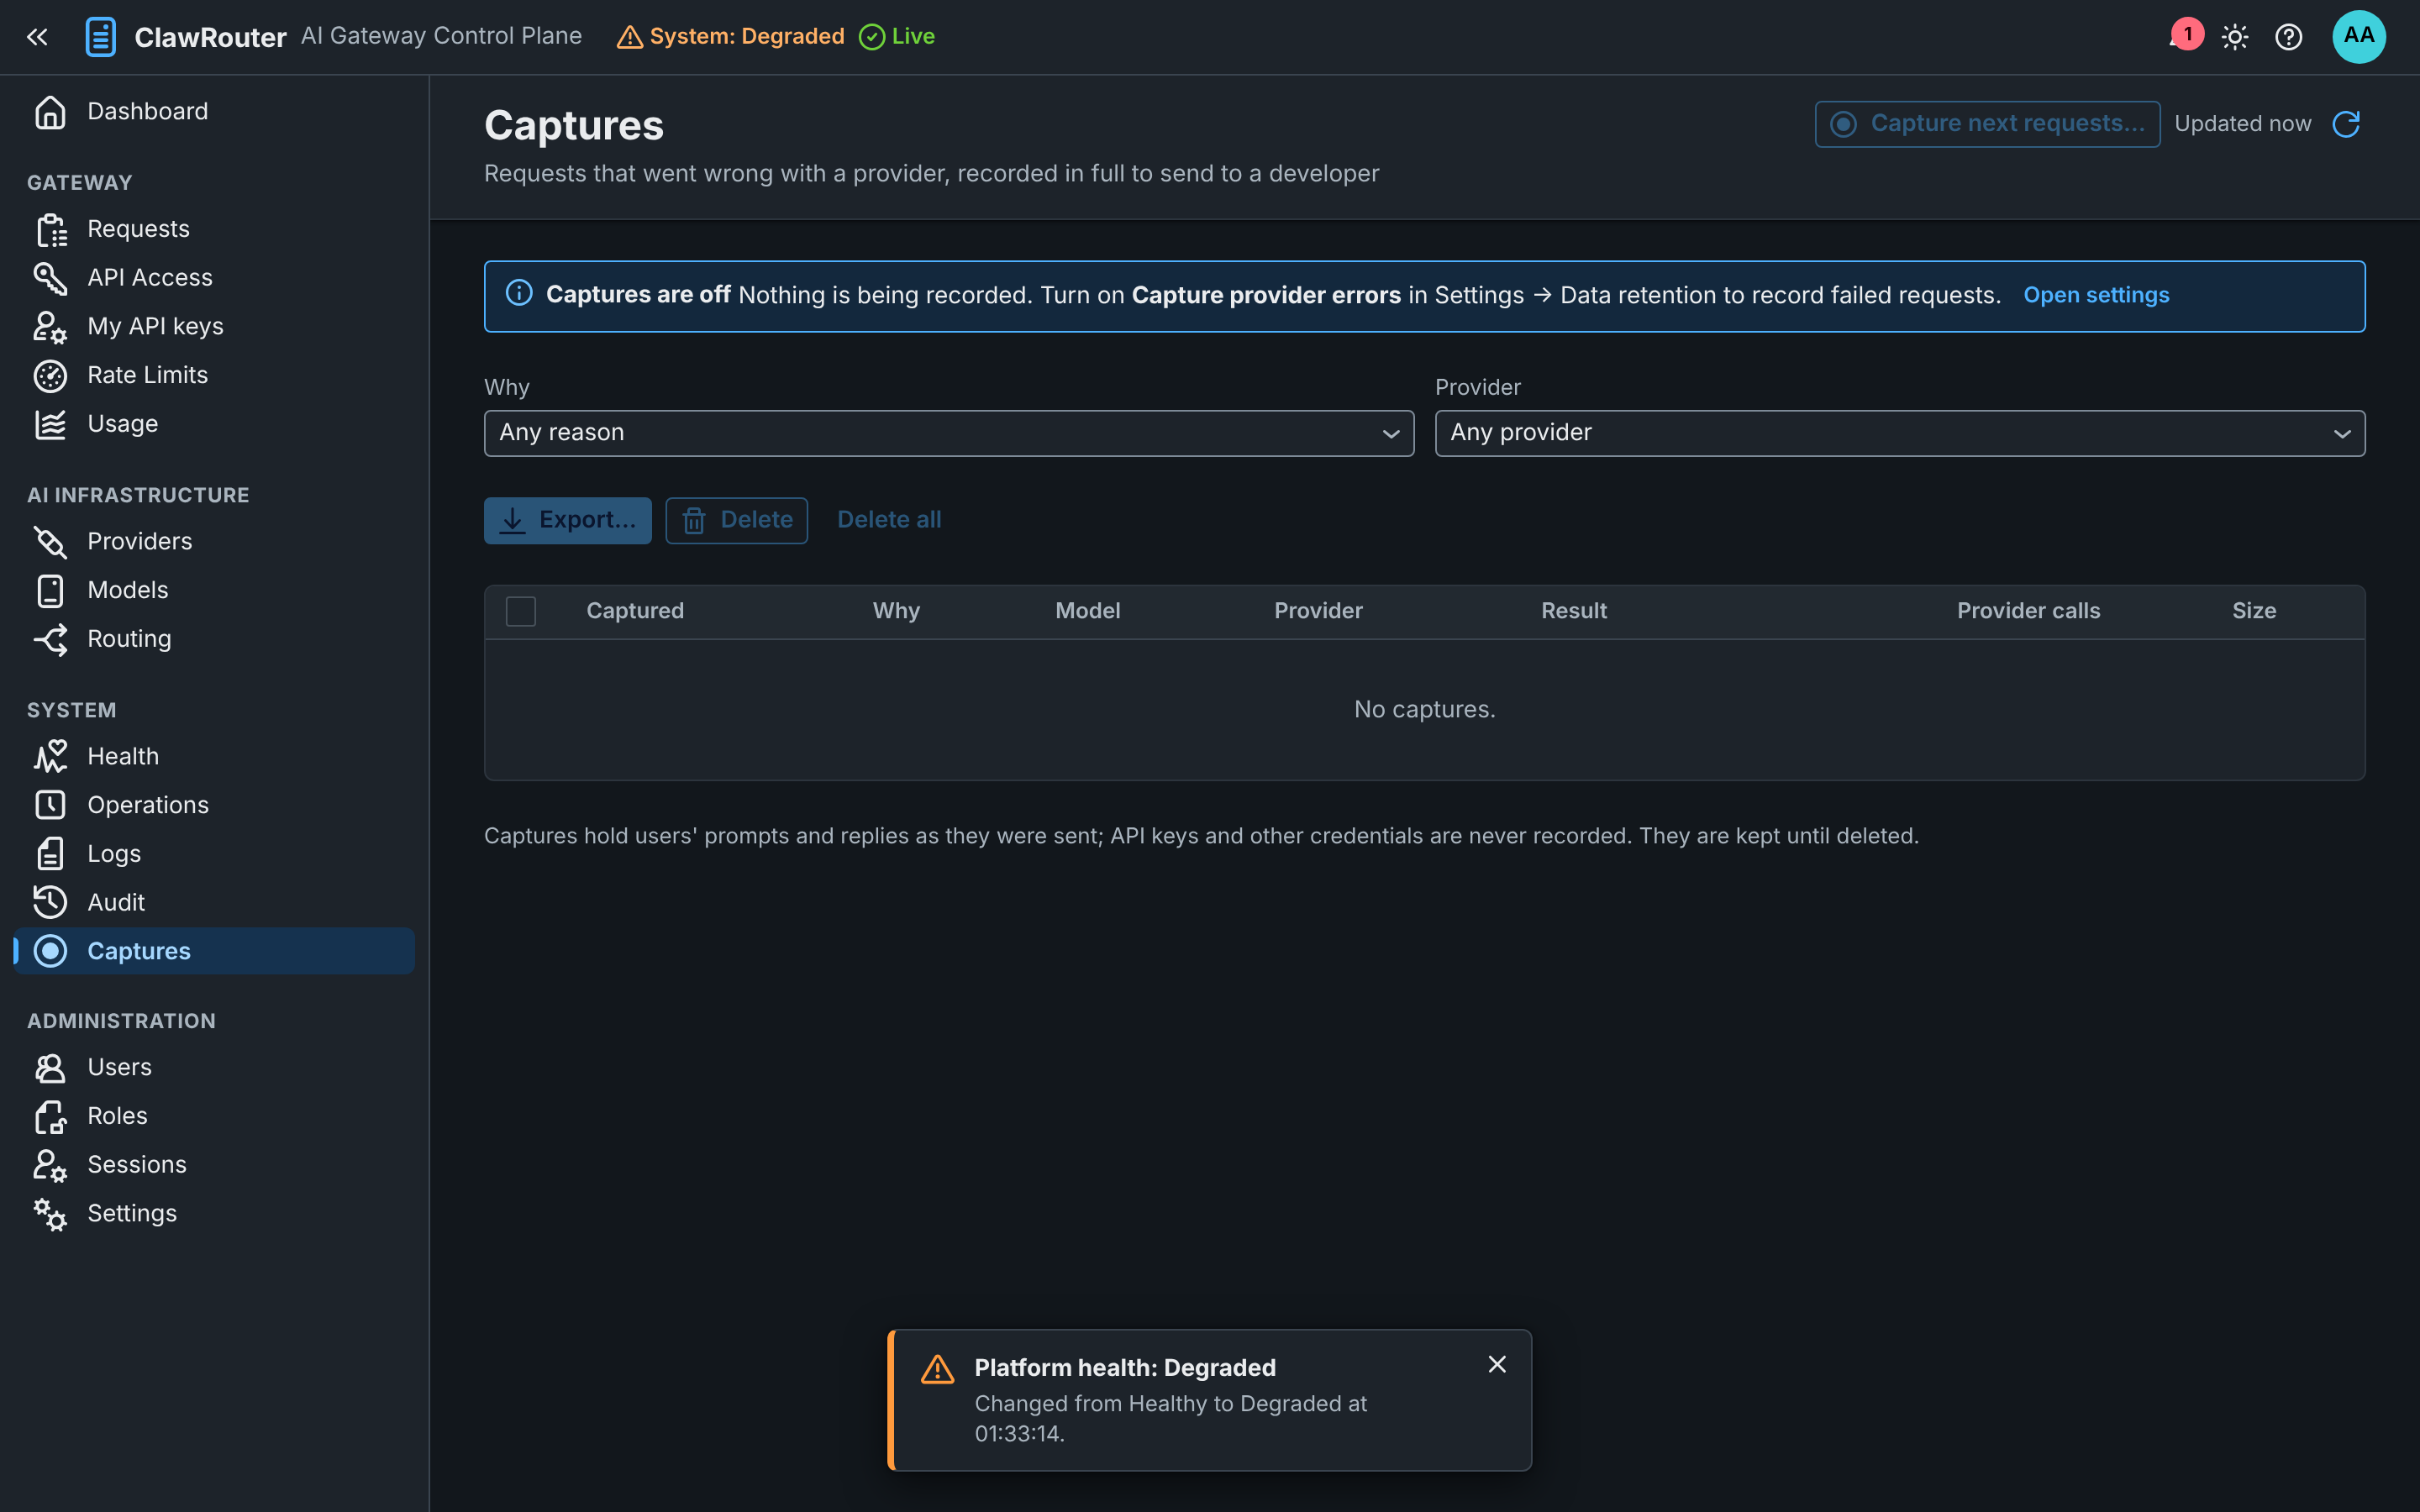 ClawRouter AI Gateway Control Plane System: Degraded Live 1 AA
Dashboard
GATEWAY
Requests
API Access
My API keys
Rate Limits
Usage
AI INFRASTRUCTURE
Providers
Models
Routing
SYSTEM
Health
Operations
Logs
Audit
Captures
ADMINISTRATION
Users
Roles
Sessions
Settings
Captures
Capture next requests... Updated now
Requests that went wrong with a provider, recorded in full to send to a developer
Captures are off Nothing is being recorded. Turn on Capture provider errors in Settings → Data retention to record failed requests. Open settings
Why Provider
Any reason Any provider
Export... Delete Delete all
Captured Why Model Provider Result Provider calls Size
No captures.
Captures hold users' prompts and replies as they were sent; API keys and other credentials are never recorded. They are kept until deleted.
Platform health: Degraded
Changed from Healthy to Degraded at
01:33:14.